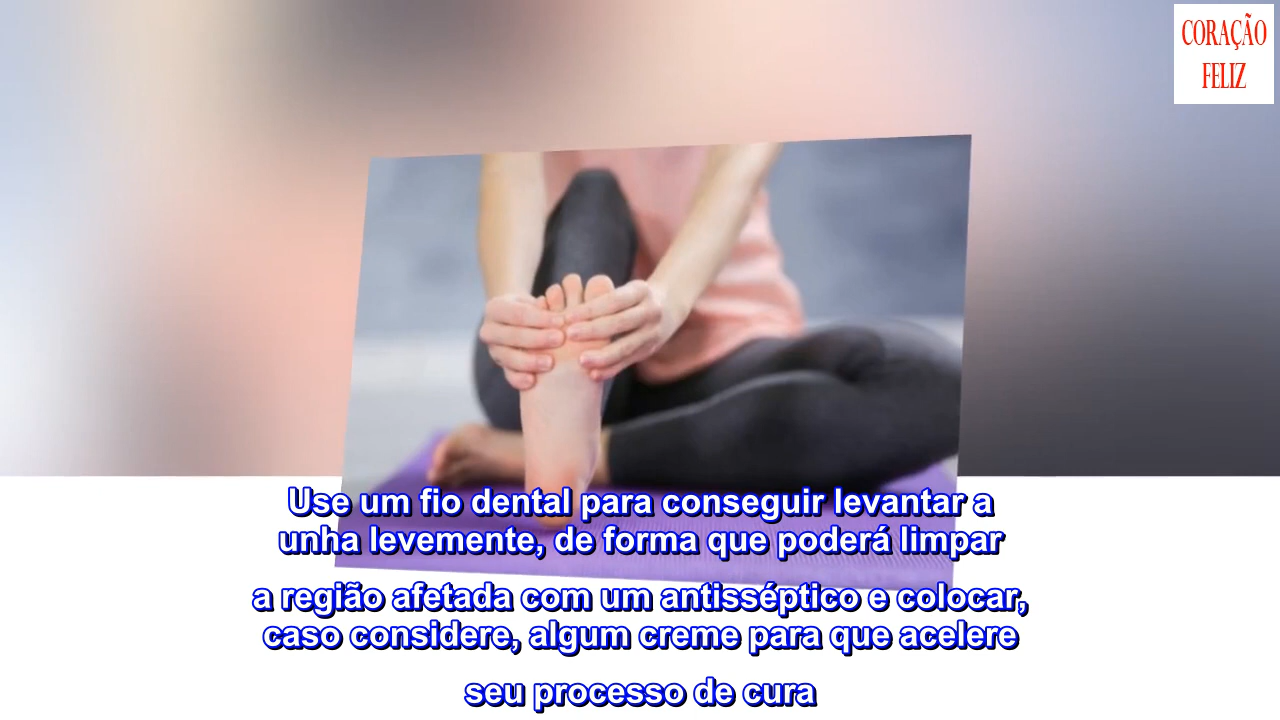 CORAÇÃO
FELIZ
Use um fio dental para conseguir levantar a
unha levemente, de forma que poderá limpar
a região afetada com um antisséptico e colocar,
caso considere, algum creme para que acelere
seu processo de cura